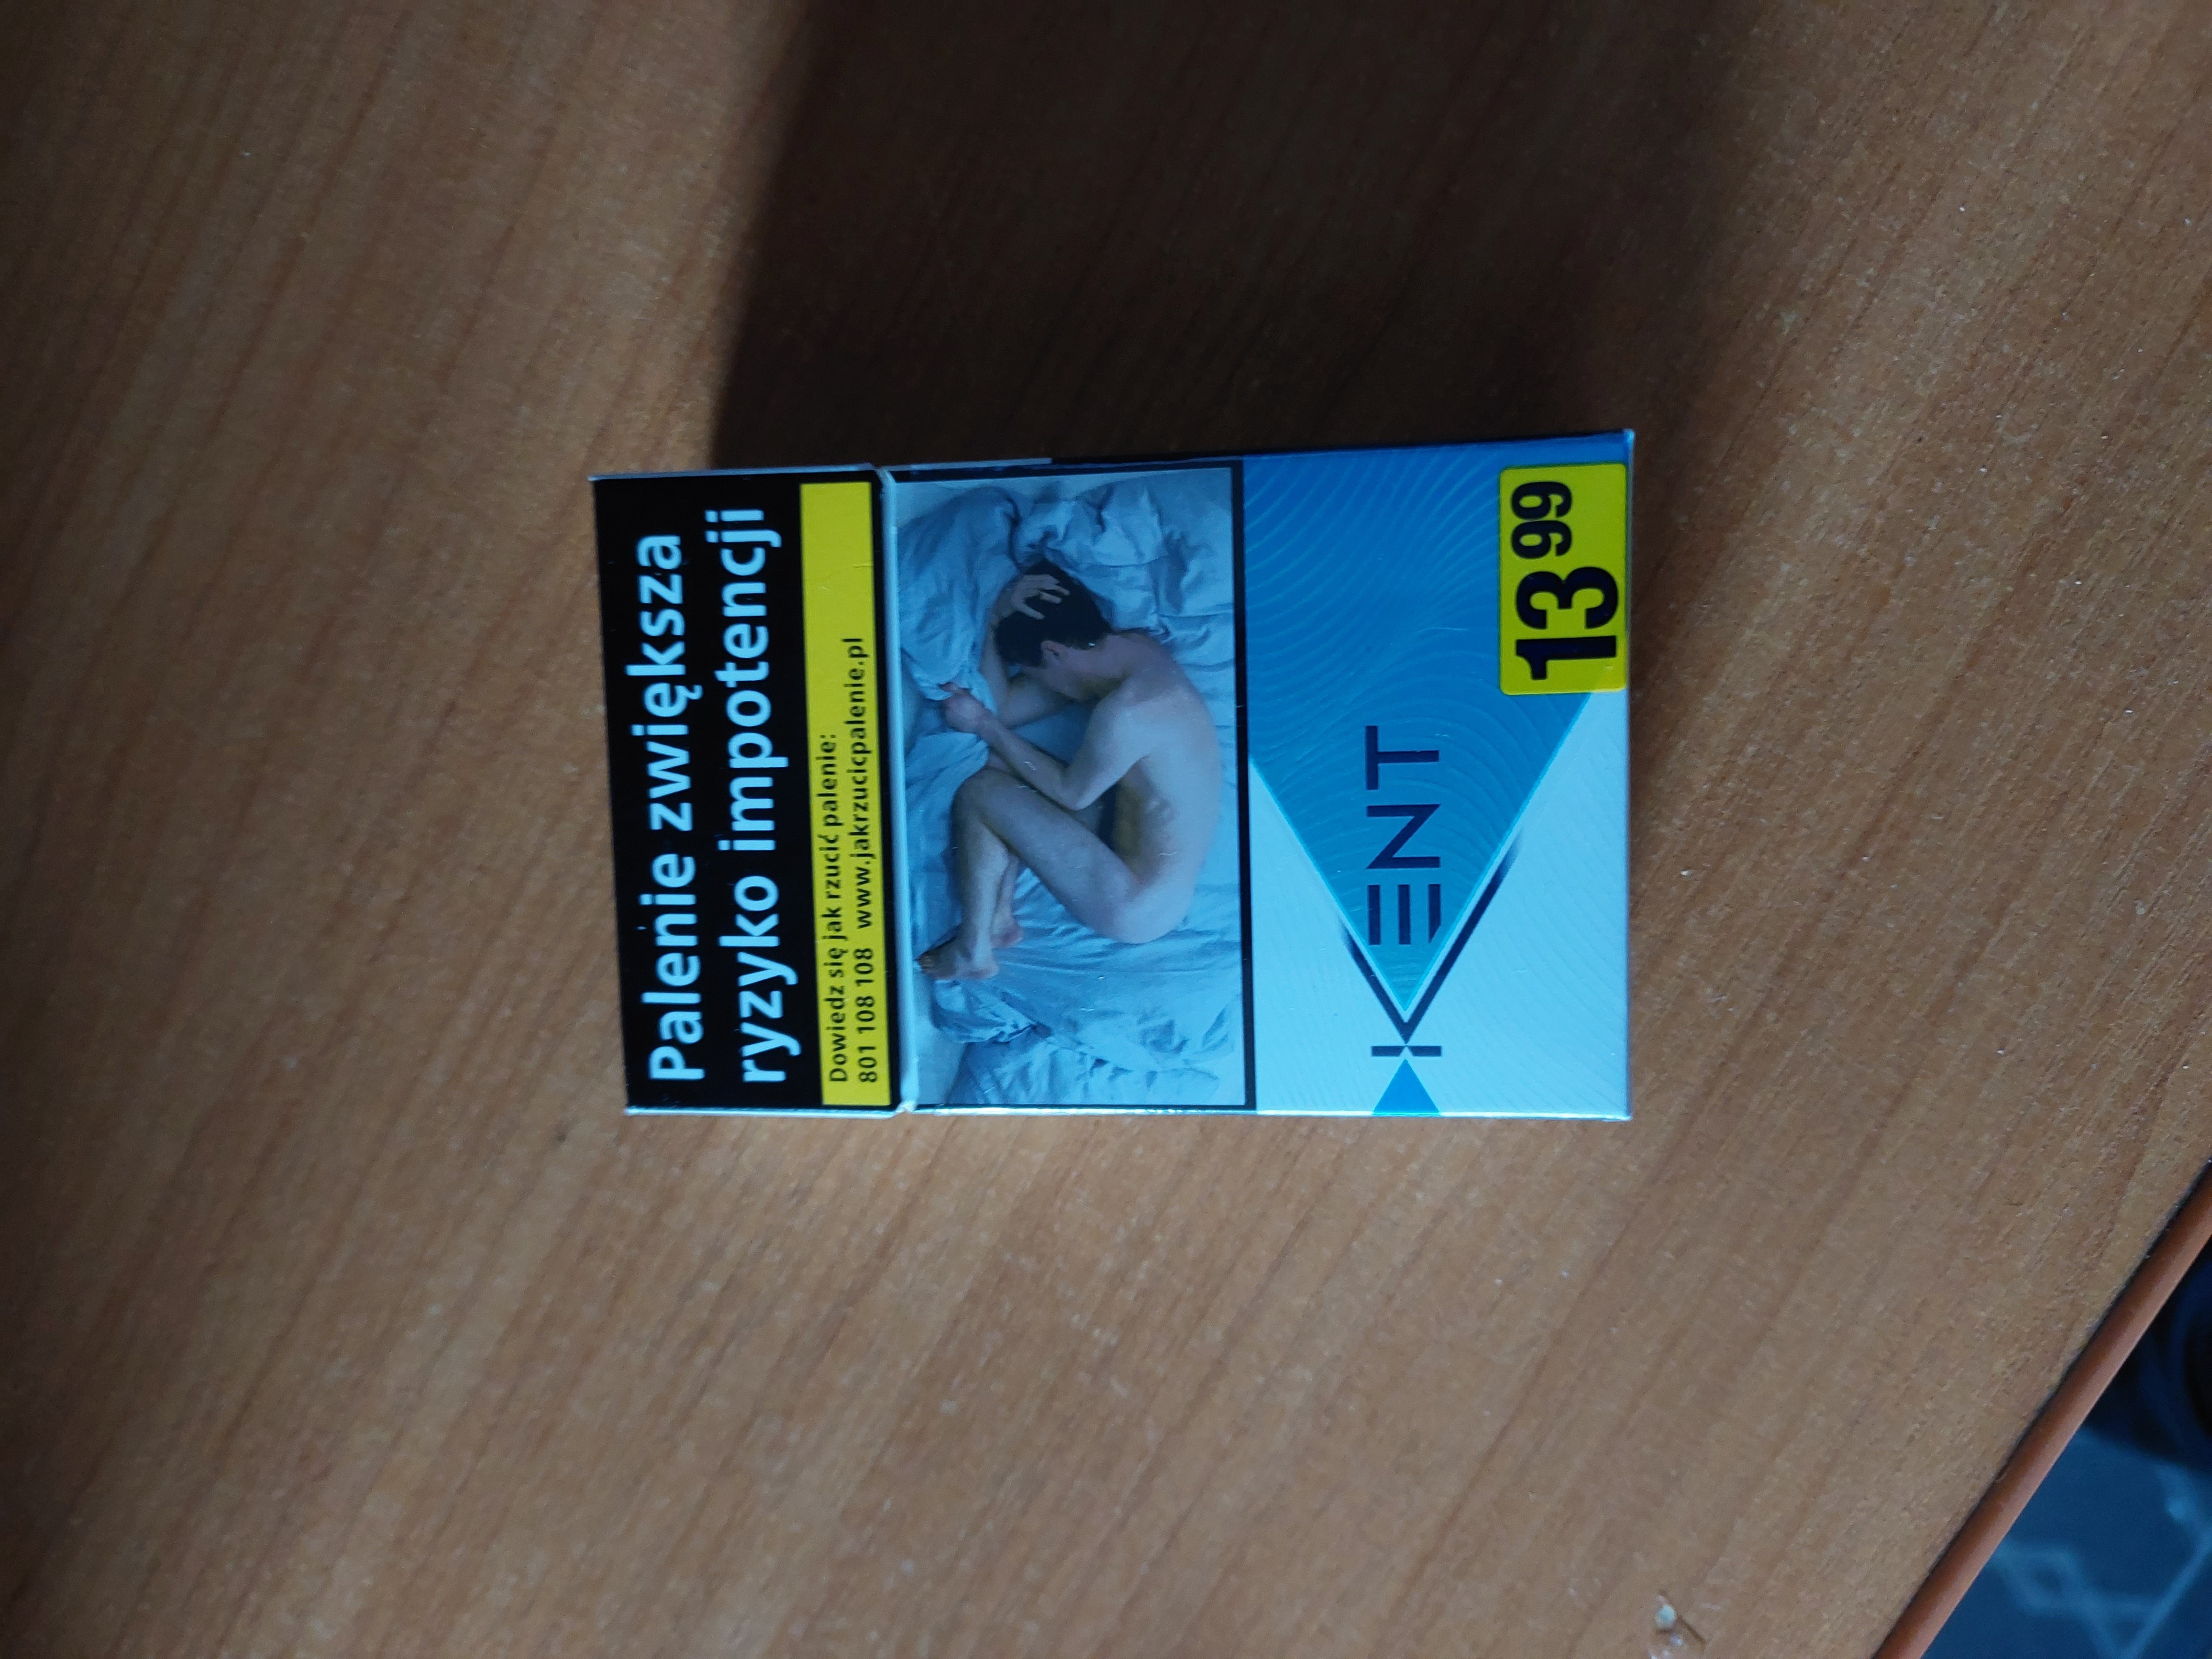 Palenie zwiększa
ryzyko impotencji
Dowiedz się jak rzucić palenie:
801 108 108 www.jakrzucicpalenie.pl
KENT
13 99